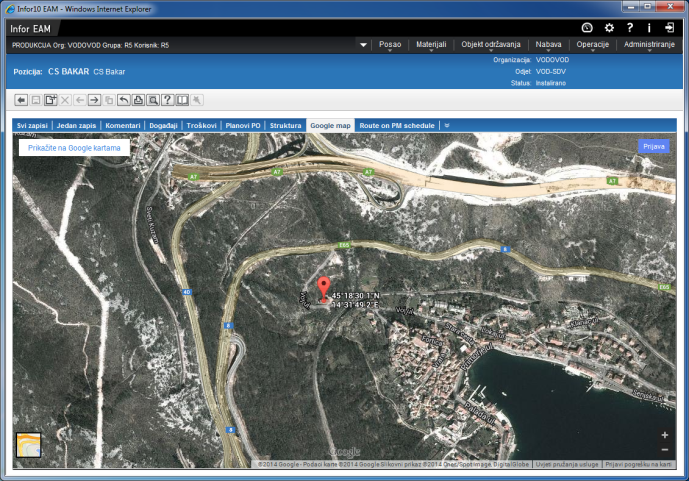 Infor10 EAM - Windows Internet Explorer
Infor EAM
PRODUKCIJA Org: VODOVOD Grupa: R5 Korisnik: R5
Posao Materijali Objekt održavanja Nabava Operacije Administriranje
Pozicija: CS BAKAR CS Bakar
Organizacija: VODOVOD
Odjel: VOD-SDV
Status: Instalirano
Svi zapisi Jedan zapis Komentari Događaji Troškovi Planovi PO Struktura Google map Route on PM schedule
Prikažite na Google kartama
Prijava
A7
A7
A7
A7
Sveti Kuzam
E65
8
40
E65
45°18'30.1"N
14°31'49.2"E
8
8
Google
©2014 Google - Podaci karte ©2014 Google Slikovni prikaz ©2014 Cnes/Spot Image, DigitalGlobe Uvjeti pružanja usluge Prijavi pogrešku na karti